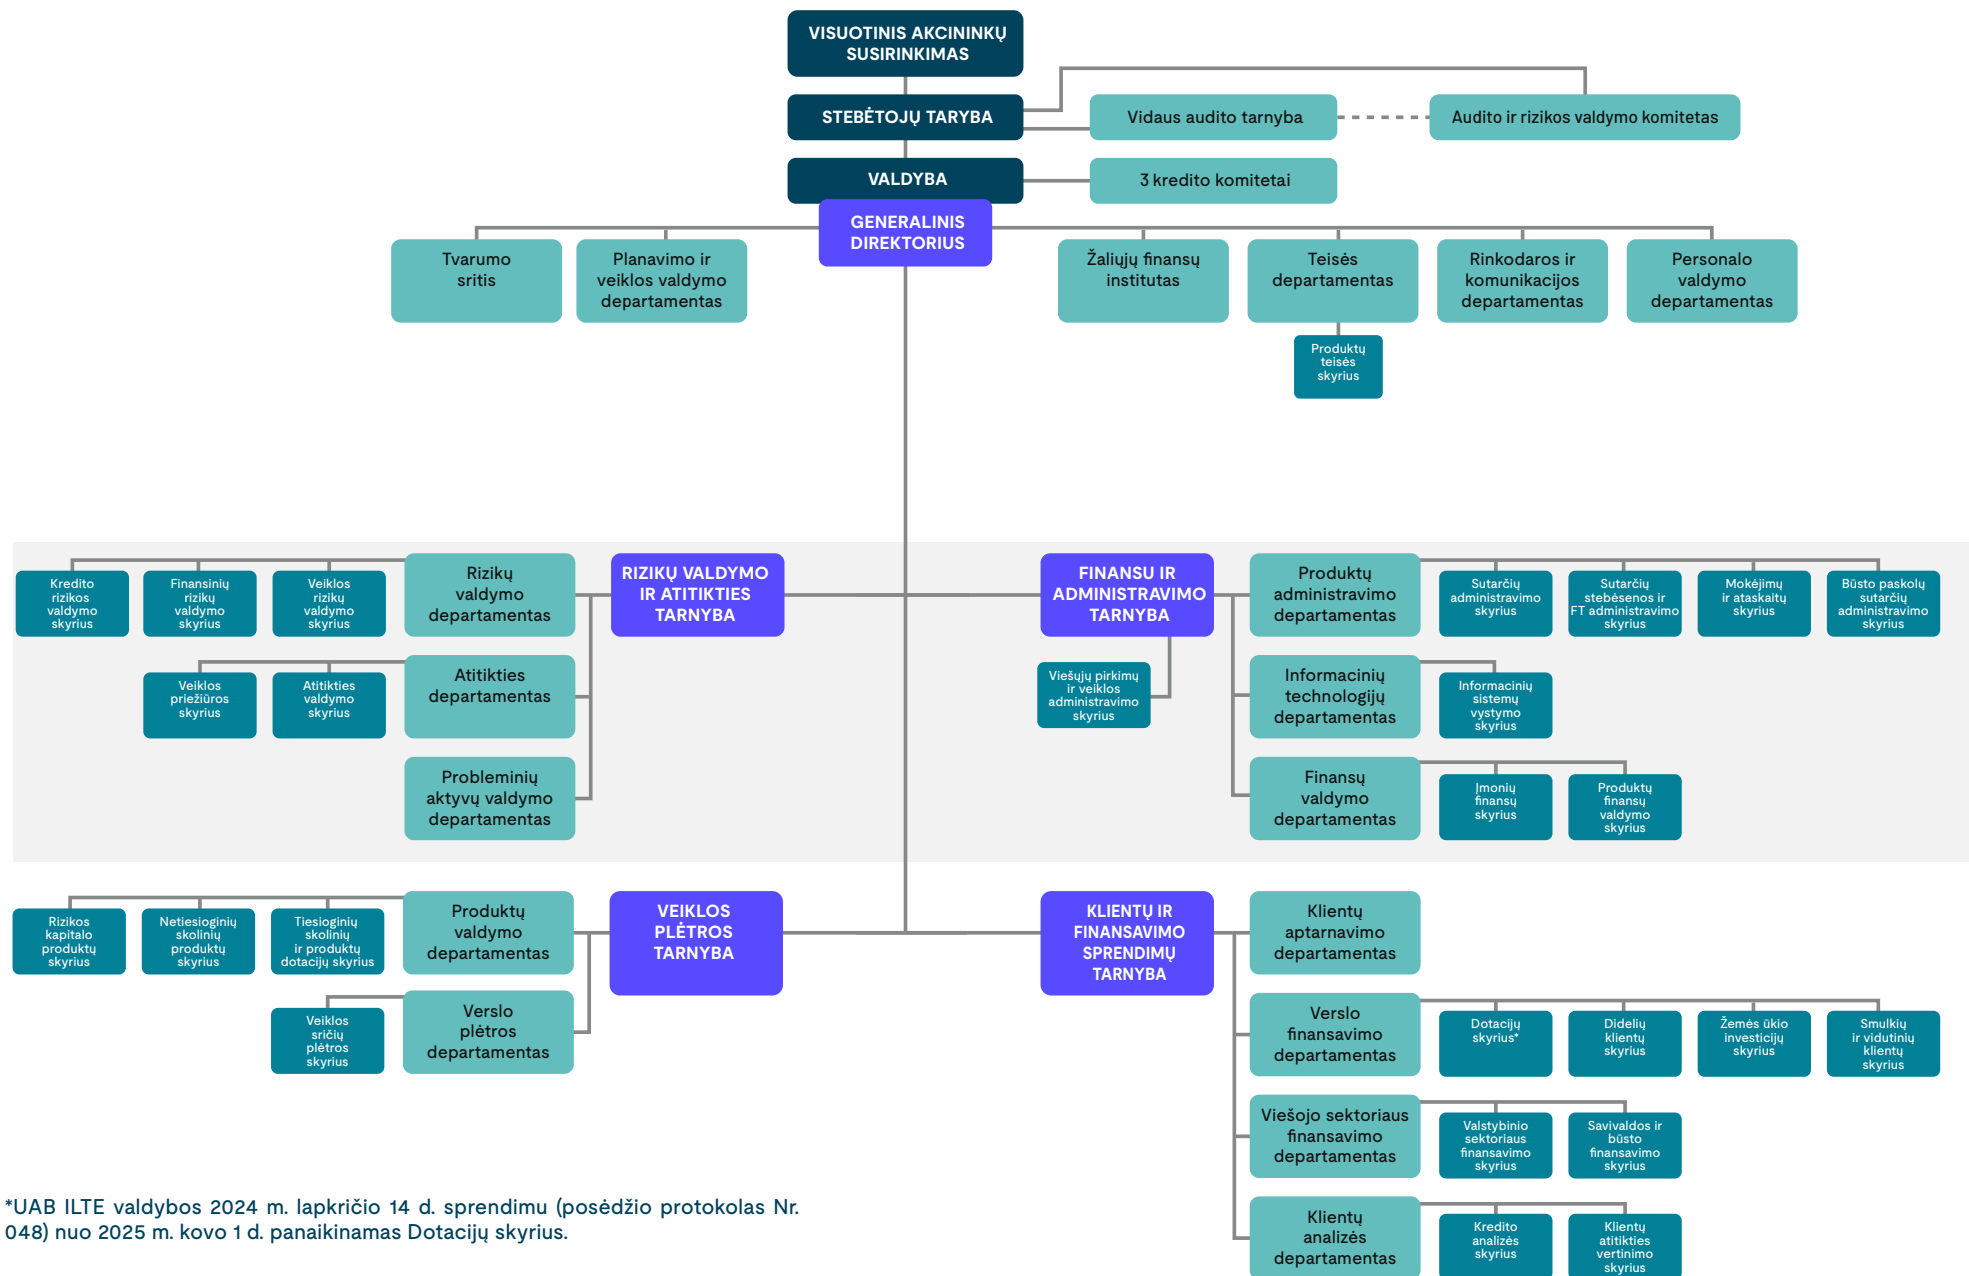 VISUOTINIS AKCININKŲ
SUSIRINKIMAS
STEBĖTOJŲ TARYBA
Vidaus audito tarnyba
Audito ir rizikos valdymo komitetas
VALDYBA
3 kredito komitetai
GENERALINIS
DIREKTORIUS
Tvarumo
sritis
Planavimo ir
veiklos valdymo
departamentas
Žaliųjų finansų
institutas
Teisės
departamentas
Rinkodaros ir
komunikacijos
departamentas
Personalo
valdymo
departamentas
Produktų
teisės
skyrius
Kredito
rizikos
valdymo
skyrius
Finansinių
rizikų
valdymo
skyrius
Veiklos
rizikų
valdymo
skyrius
Rizikų
valdymo
departamentas
RIZIKŲ VALDYMO
IR ATITIKTIES
TARNYBA
FINANSU IR
ADMINISTRAVIMO
TARNYBA
Produktų
administravimo
departamentas
Sutarčių
administravimo
skyrius
Sutarčių
stebėsenos ir
FT administravimo
skyrius
Mokėjimų
ir ataskaitų
skyrius
Būsto paskolų
sutarčių
administravimo
skyrius
Veiklos
priežiūros
skyrius
Atitikties
valdymo
skyrius
Atitikties
departamentas
Viešųjų pirkimų
ir veiklos
administravimo
skyrius
Informacinių
technologijų
departamentas
Informacinių
sistemų
vystymo
skyrius
Probleminių
aktyvų valdymo
departamentas
Finansų
valdymo
departamentas
Įmonių
finansų
skyrius
Produktų
finansų
valdymo
skyrius
Rizikos
kapitalo
produktų
skyrius
Netiesioginių
skolinių
produktų
skyrius
Tiesioginių
skolinių
ir produktų
dotacijų skyrius
Produktų
valdymo
departamentas
VEIKLOS
PLĖTROS
TARNYBA
KLIENTŲ IR
FINANSAVIMO
SPRENDIMŲ
TARNYBA
Klientų
aptarnavimo
departamentas
Veiklos
sričių
plėtros
skyrius
Verslo
plėtros
departamentas
Verslo
finansavimo
departamentas
Dotacijų
skyrius*
Didelių
klientų
skyrius
Žemės ūkio
investicijų
skyrius
Smulkių
ir vidutinių
klientų
skyrius
Viešojo sektoriaus
finansavimo
departamentas
Valstybinio
sektoriaus
finansavimo
skyrius
Savivaldos ir
būsto
finansavimo
skyrius
Klientų
analizės
departamentas
Kredito
analizės
skyrius
Klientų
atitikties
vertinimo
skyrius
*UAB ILTE valdybos 2024 m. lapkričio 14 d. sprendimu (posėdžio protokolas Nr.
048) nuo 2025 m. kovo 1 d. panaikinamas Dotacijų skyrius.